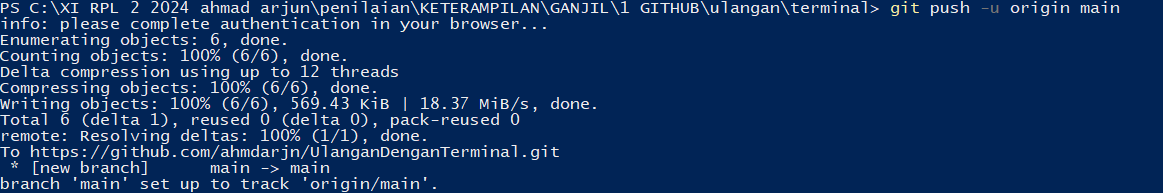 PS C:\XI RPL 2 2024 ahmad arjun\penilaian\KETERAMPILAN\GANJIL\1 GITHUB\ulangan\terminal> git push -u origin main
info: please complete authentication in your browser...
Enumerating objects: 6, done.
Counting objects: 100% (6/6), done.
Delta compression using up to 12 threads
Compressing objects: 100% (6/6), done.
Writing objects: 100% (6/6), 569.43 KiB | 18.37 MiB/s, done.
Total 6 (delta 1), reused 0 (delta 0), pack-reused 0
remote: Resolving deltas: 100% (1/1), done.
To https://github.com/ahmdarjn/UlanganDenganTerminal.git
 * [new branch]      main -> main
branch 'main' set up to track 'origin/main'.